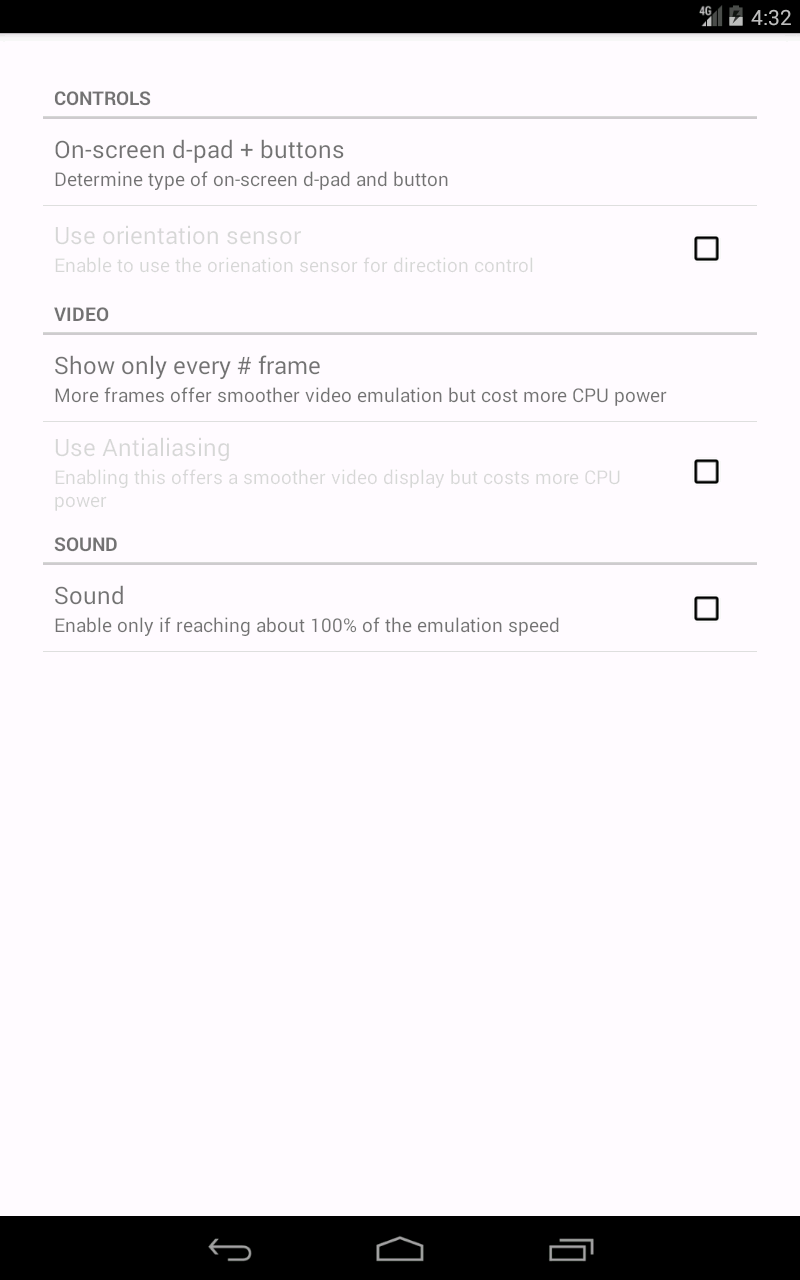 4G 4:32
CONTROLS
On-screen d-pad + buttons
Determine type of on-screen d-pad and button
Use orientation sensor
Enable to use the orienation sensor for direction control
VIDEO
Show only every # frame
More frames offer smoother video emulation but cost more CPU power
Use Antialiasing
Enabling this offers a smoother video display but costs more CPU
power
SOUND
Sound
Enable only if reaching about 100% of the emulation speed